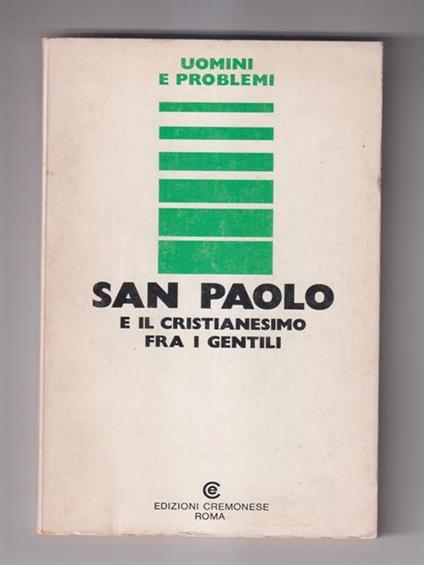 UOMINI
E PROBLEMI
SAN PAOLO
E IL CRISTIANESIMO
FRA I GENTILI
EDIZIONI CREMONESE
ROMA